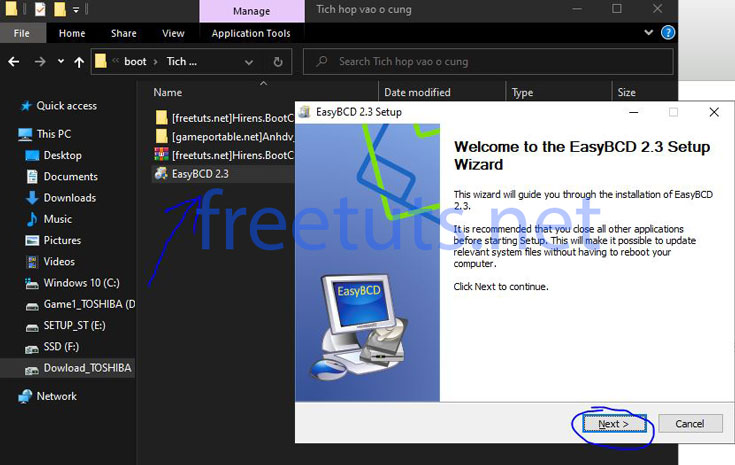 Manage
Tich hop vao o cung
File
Home
Share
View
Application Tools
boot
Tich ...
Search Tich hop vao o cung
Name
Date modified
Type
Size
Quick access
This PC
Desktop
Documents
Downloads
Music
Pictures
Videos
Windows 10 (C:)
Game1_TOSHIBA (D
SETUP_ST (E:)
SSD (F:)
Dowload_TOSHIBA
Network
[freetuts.net]Hirens.BootC
[gameportable.net]Anhdv_
[freetuts.net]Hirens.BootC
EasyBCD 2.3
EasyBCD 2.3 Setup
EasyBCD
Welcome to the EasyBCD 2.3 Setup
Wizard
This wizard will guide you through the installation of EasyBCD
2.3.
It is recommended that you close all other applications
before starting Setup. This will make it possible to update
relevant system files without having to reboot your
computer.
Click Next to continue.
Next >
Cancel
freetuts.net